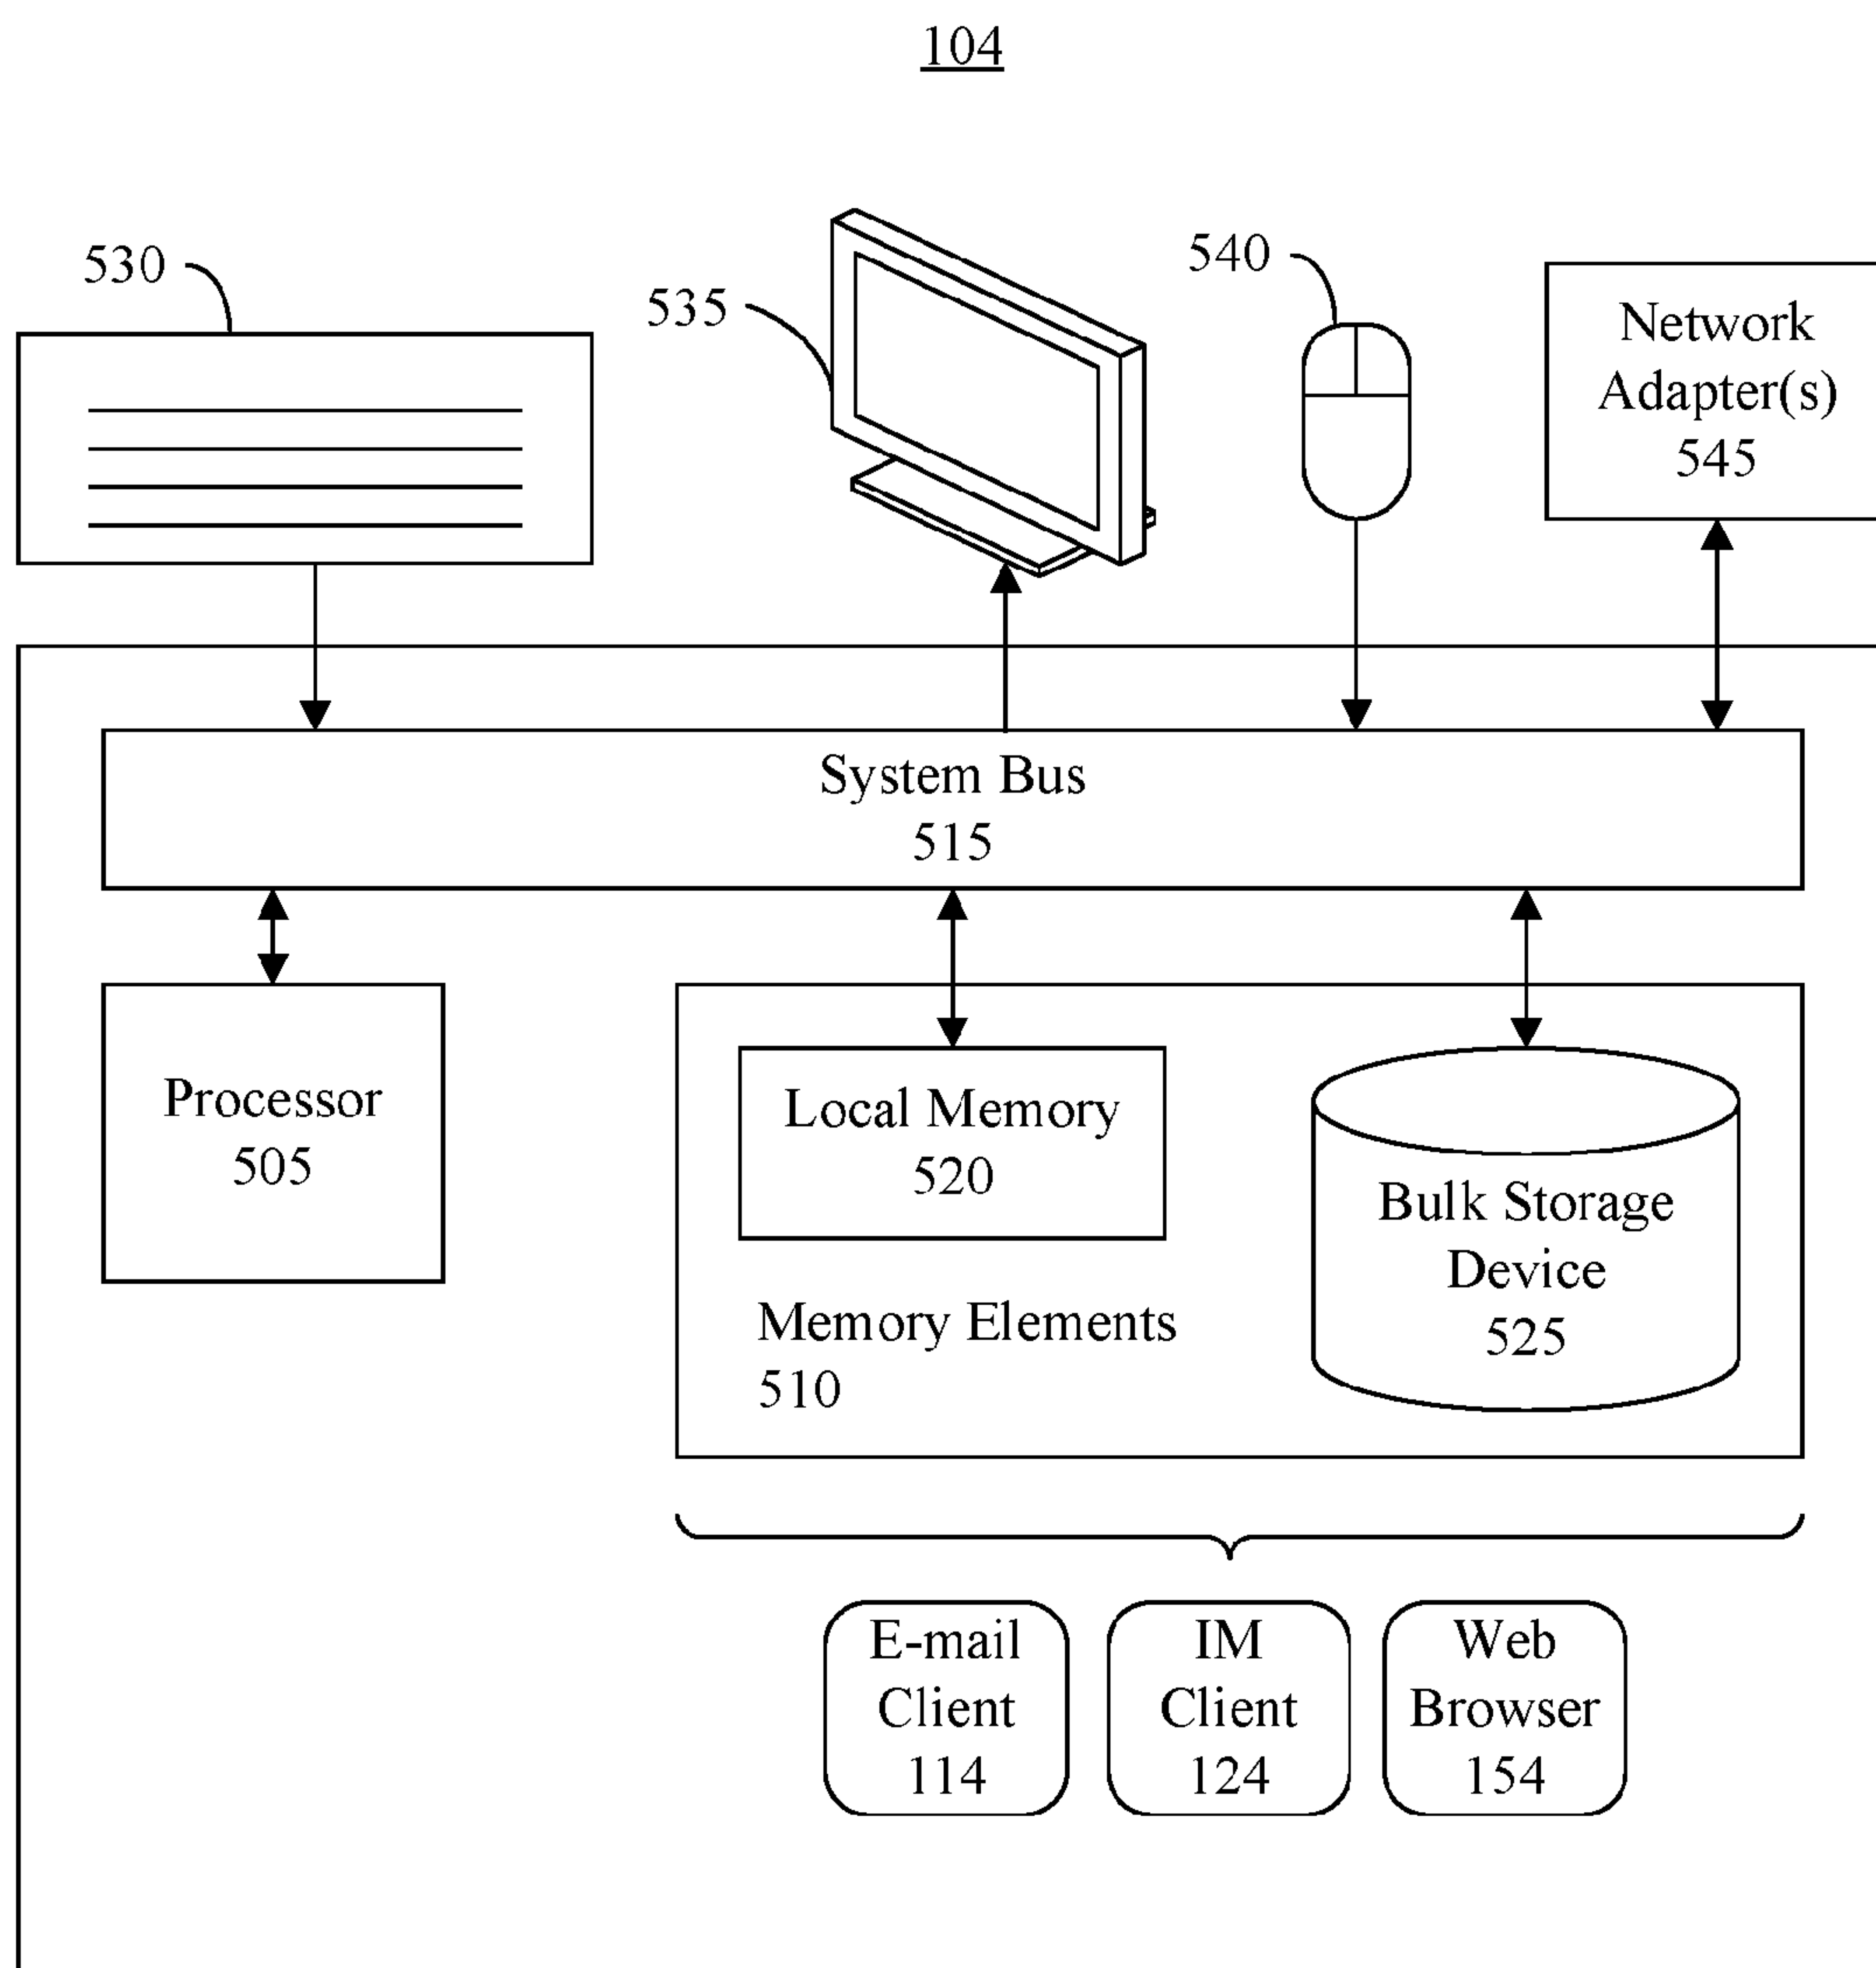 104
530
535
540
Network
Adapter(s)
545
System Bus
515
Processor
505
Local Memory
520
Memory Elements
510
Bulk Storage
Device
525
E-mail
Client
114
IM
Client
124
Web
Browser
154